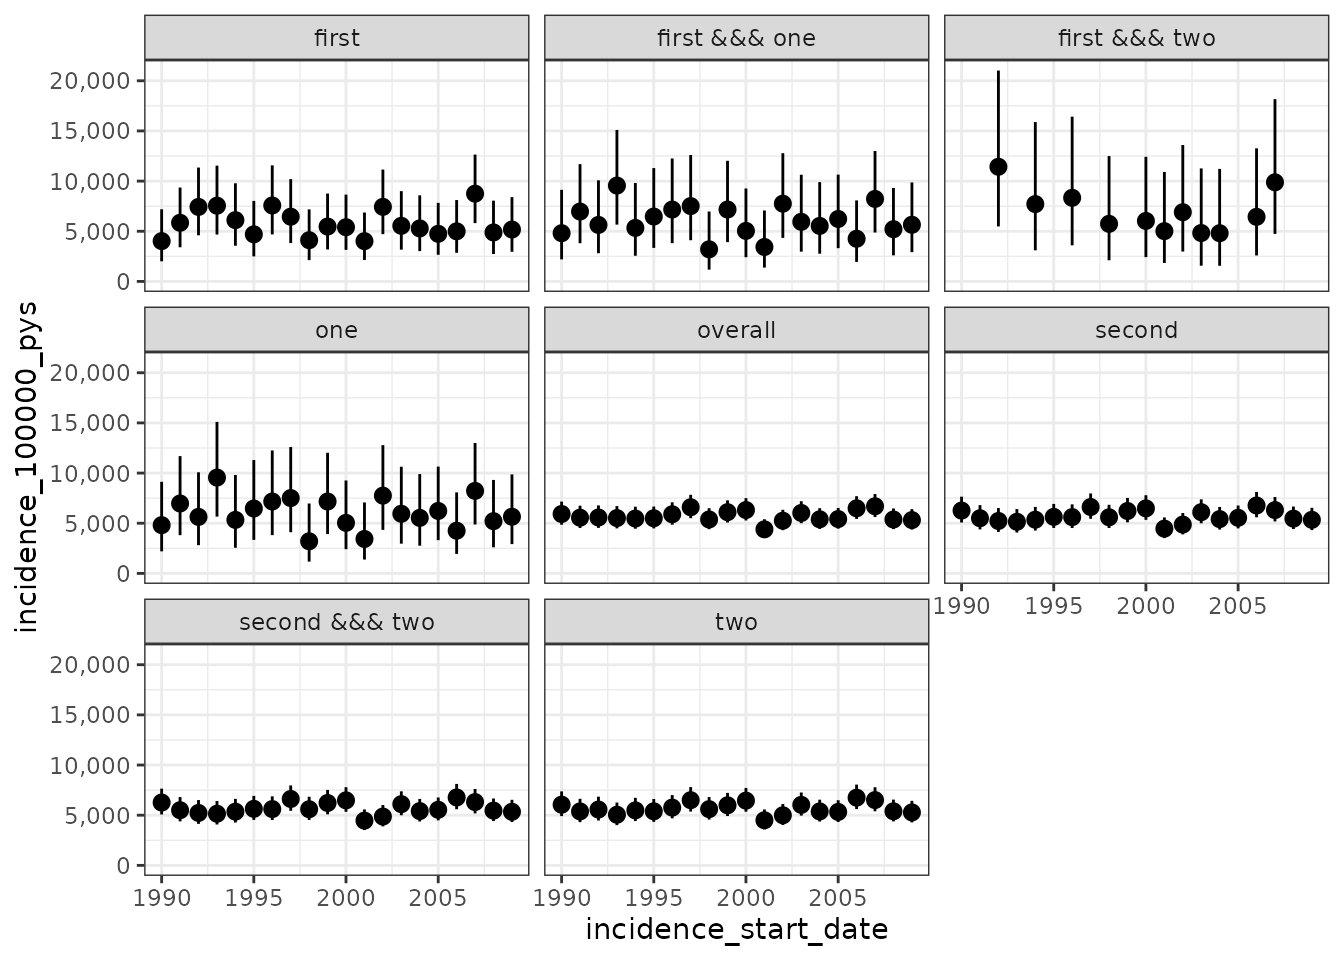 first
first &&& one
first &&& two
20,000
15,000
10,000
5,000
0
one
overall
second
20,000
15,000
10,000
5,000
0
1990 1995 2000 2005
second &&& two
two
20,000
15,000
10,000
5,000
0
1990 1995 2000 2005
1990 1995 2000 2005
incidence_start_date
incidence_100000_pys